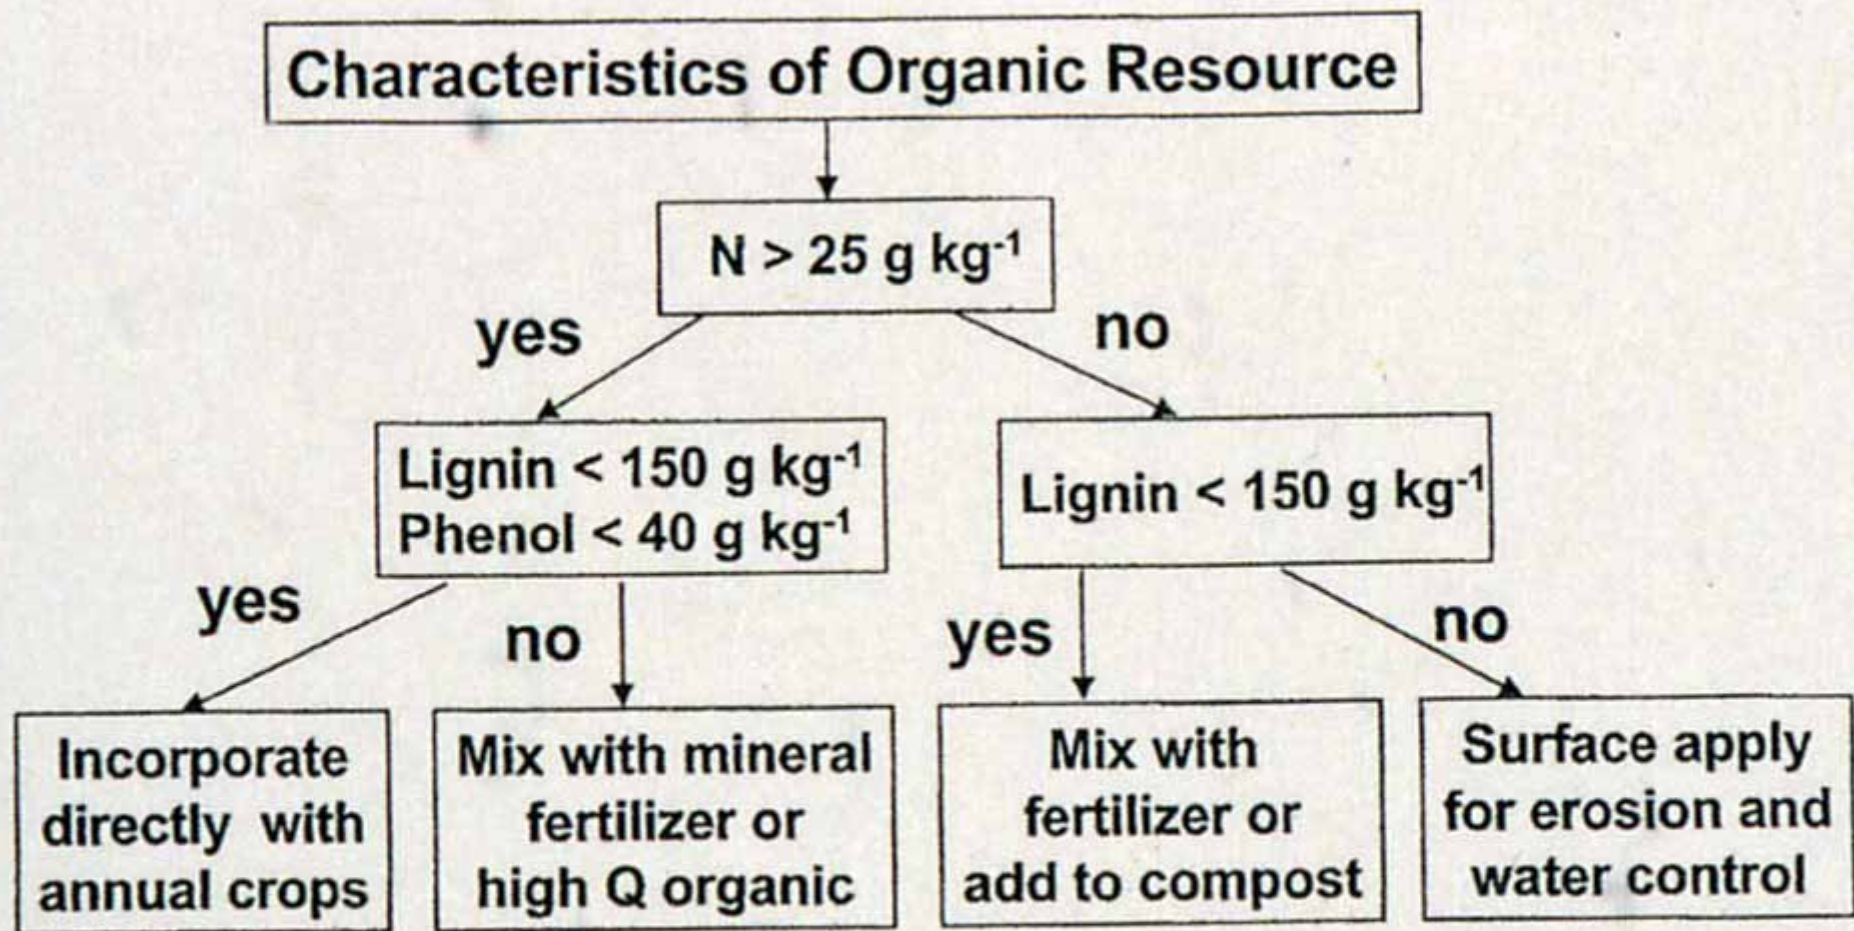 Characteristics of Organic Resource
N > 25 g kg⁻¹
yes
no
Lignin < 150 g kg⁻¹
Phenol < 40 g kg⁻¹
Lignin < 150 g kg⁻¹
yes
no
yes
no
Incorporate
directly with
annual crops
Mix with mineral
fertilizer or
high Q organic
Mix with
fertilizer or
add to compost
Surface apply
for erosion and
water control